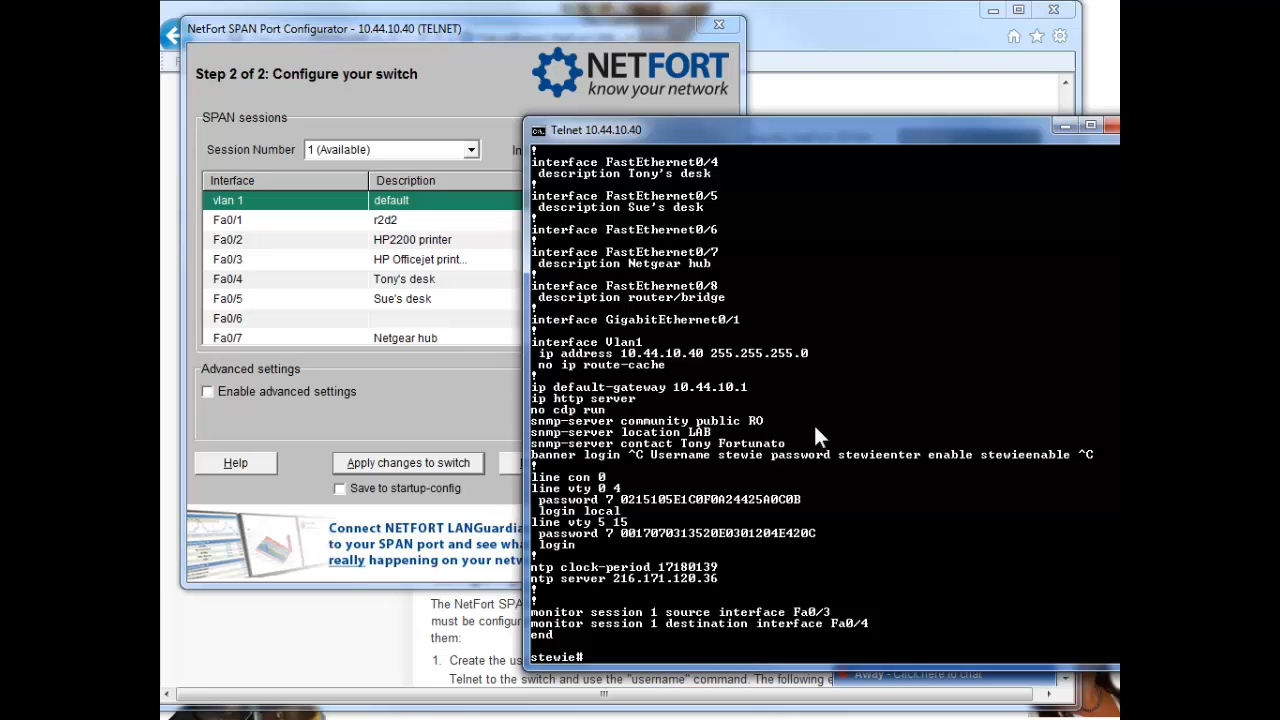 NetFort SPAN Port Configurator - 10.44.10.40 (TELNET)
Step 2 of 2: Configure your switch
NETFORT
know your network
SPAN sessions
Session Number 1 (Available)
Interface Description
vlan 1 default
Fa0/1 r2d2
Fa0/2 HP2200 printer
Fa0/3 HP Officejet print...
Fa0/4 Tony's desk
Fa0/5 Sue's desk
Fa0/6
Fa0/7 Netgear hub
Advanced settings
Enable advanced settings
Help Apply changes to switch
Save to startup-config
Connect NETFORT LANGuardia
to your SPAN port and see wha
really happening on your netw
Telnet 10.44.10.40
!
interface FastEthernet0/4
description Tony's desk
!
interface FastEthernet0/5
description Sue's desk
!
interface FastEthernet0/6
!
interface FastEthernet0/7
description Netgear hub
!
interface FastEthernet0/8
description router/bridge
!
interface GigabitEthernet0/1
!
interface Vlan1
ip address 10.44.10.40 255.255.255.0
no ip route-cache
!
ip default-gateway 10.44.10.1
ip http server
no cdp run
snmp-server community public RO
snmp-server location LAB
snmp-server contact Tony Fortunato
banner login ^C Username stewie password stewieenter enable stewieenable ^C
!
line con 0
line vty 0 4
password 7 0215105E1C0F0A24425A0C0B
login local
line vty 5 15
password 7 0017070313520E0301204E420C
login
!
ntp clock-period 17180139
ntp server 216.171.120.36
!
!
monitor session 1 source interface Fa0/3
monitor session 1 destination interface Fa0/4
end
stewie#
The NetFort SPA
must be configur
them:
1. Create the us
Telnet to the switch and use the "username" command. The following e
Away - Click here to chat